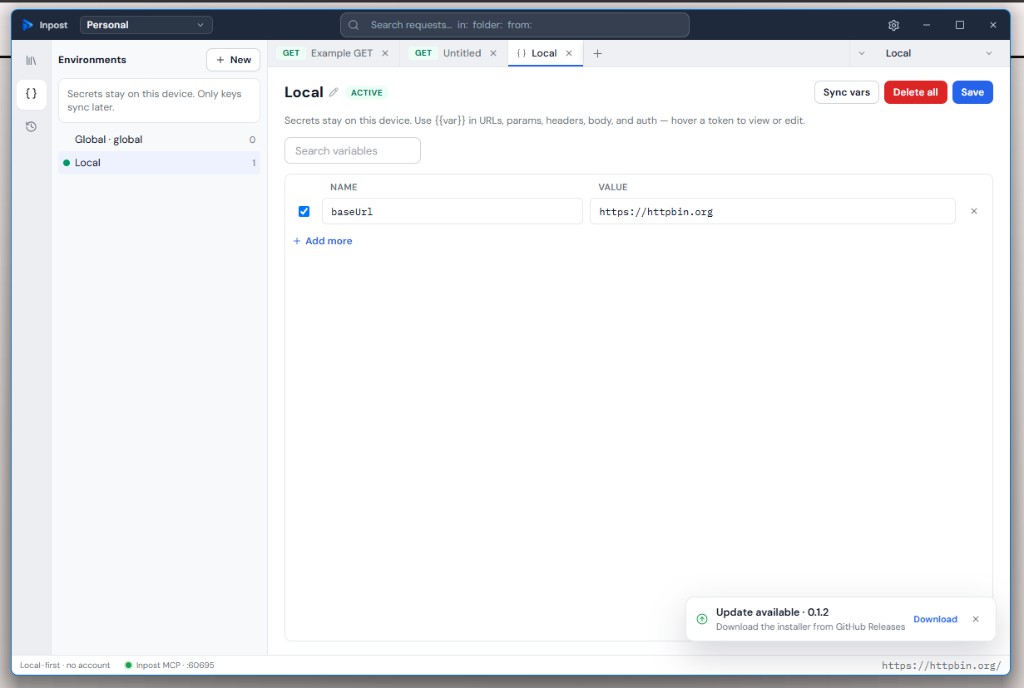 Inpost
Personal
Search requests... in: folder: from:
Environments
+ New
Secrets stay on this device. Only keys
sync later.
Global · global 0
Local 1
GET Example GET ×
GET Untitled ×
{ } Local ×
+
Local
Local
ACTIVE
Sync vars
Delete all
Save
Secrets stay on this device. Use {{var}} in URLs, params, headers, body, and auth — hover a token to view or edit.
Search variables
NAME VALUE
baseUrl https://httpbin.org ×
+ Add more
Update available · 0.1.2
Download the installer from GitHub Releases
Download ×
Local-first · no account
Inpost MCP · :60695
https://httpbin.org/